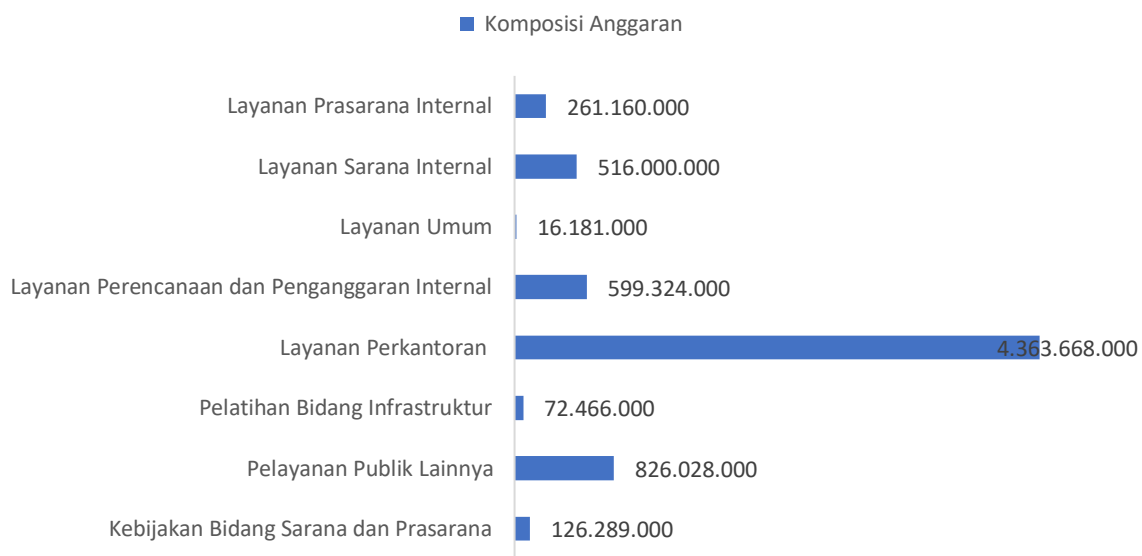 Komposisi Anggaran
Layanan Prasarana Internal 261.160.000
Layanan Sarana Internal 516.000.000
Layanan Umum 16.181.000
Layanan Perencanaan dan Penganggaran Internal 599.324.000
Layanan Perkantoran 4.363.668.000
Pelatihan Bidang Infrastruktur 72.466.000
Pelayanan Publik Lainnya 826.028.000
Kebijakan Bidang Sarana dan Prasarana 126.289.000